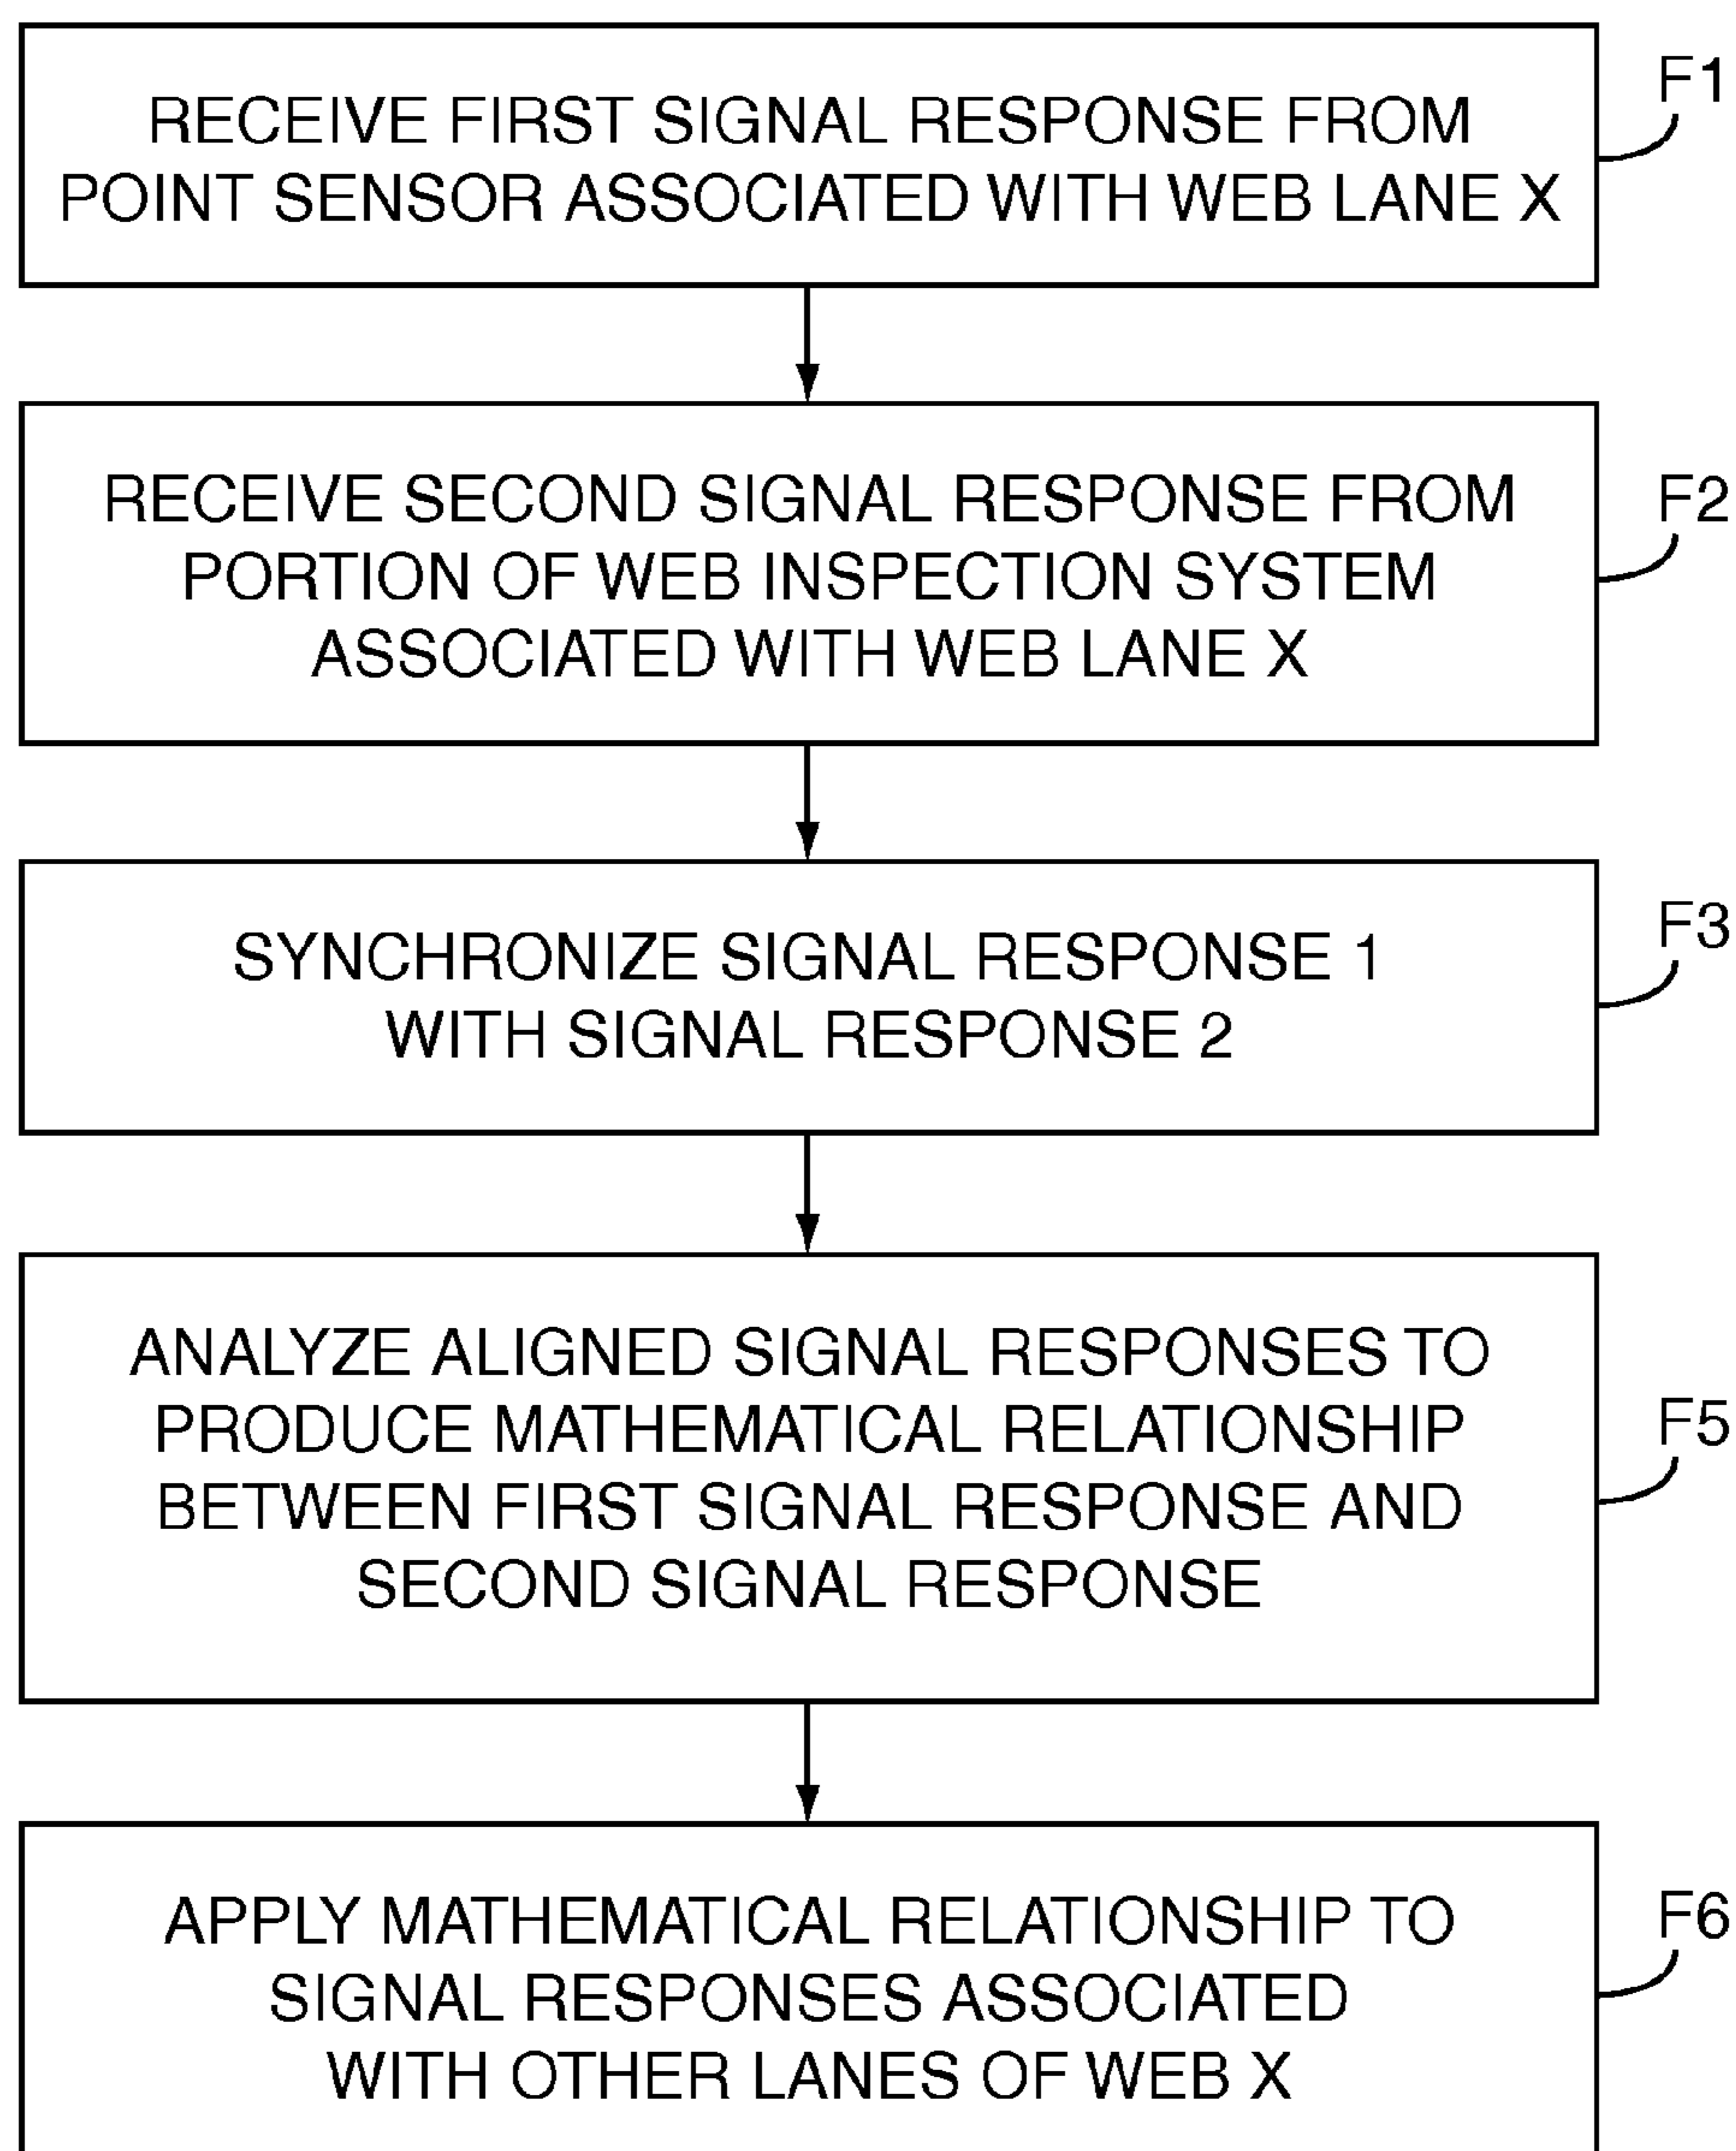 RECEIVE FIRST SIGNAL RESPONSE FROM
POINT SENSOR ASSOCIATED WITH WEB LANE X
F1
RECEIVE SECOND SIGNAL RESPONSE FROM
PORTION OF WEB INSPECTION SYSTEM
ASSOCIATED WITH WEB LANE X
F2
SYNCHRONIZE SIGNAL RESPONSE 1
WITH SIGNAL RESPONSE 2
F3
ANALYZE ALIGNED SIGNAL RESPONSES TO
PRODUCE MATHEMATICAL RELATIONSHIP
BETWEEN FIRST SIGNAL RESPONSE AND
SECOND SIGNAL RESPONSE
F5
APPLY MATHEMATICAL RELATIONSHIP TO
SIGNAL RESPONSES ASSOCIATED
WITH OTHER LANES OF WEB X
F6